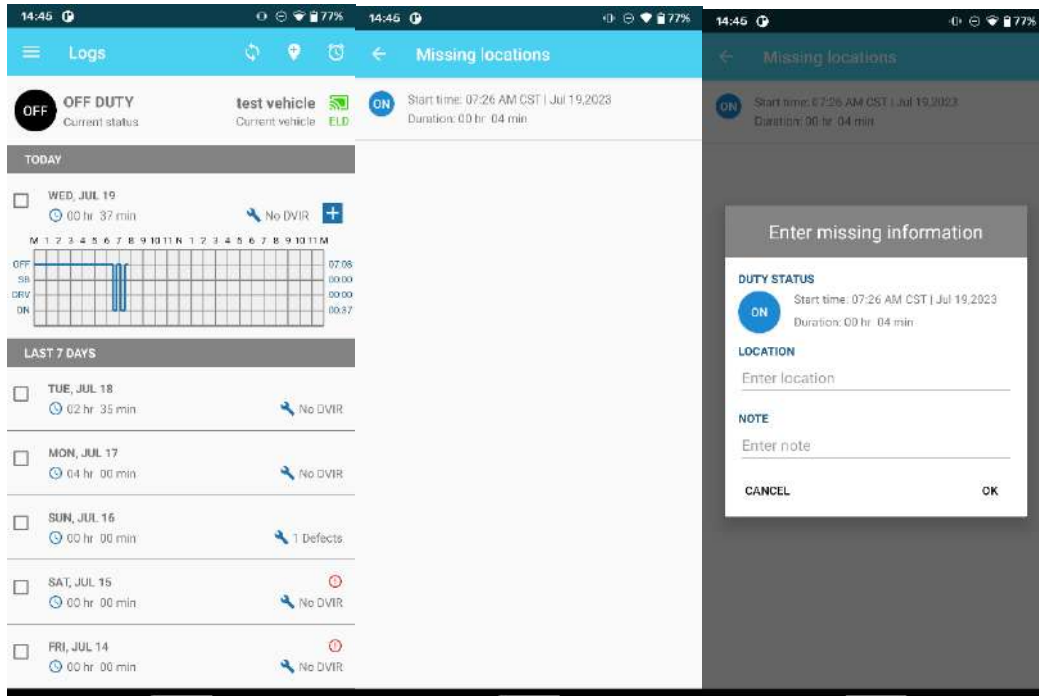 14:45
77%
Logs
OFF
OFF DUTY
Current status
test vehicle
Current vehicle
ELD
TODAY
WED, JUL 19
00 hr 37 min
No DVIR
M 1 2 3 4 5 6 7 8 9 10 11 N 1 2 3 4 5 6 7 8 9 10 11 M
OFF 07:08
SB 00:00
DRV 00:00
ON 00:37
LAST 7 DAYS
TUE, JUL 18
02 hr 35 min
No DVIR
MON, JUL 17
04 hr 00 min
No DVIR
SUN, JUL 16
00 hr 00 min
1 Defects
SAT, JUL 15
00 hr 00 min
No DVIR
FRI, JUL 14
00 hr 00 min
No DVIR
14:45
77%
Missing locations
ON
Start time: 07:26 AM CST | Jul 19,2023
Duration: 00 hr 04 min
14:45
77%
Missing locations
ON
Start time: 07:26 AM CST | Jul 19,2023
Duration: 00 hr 04 min
Enter missing information
DUTY STATUS
ON
Start time: 07:26 AM CST | Jul 19,2023
Duration: 00 hr 04 min
LOCATION
Enter location
NOTE
Enter note
CANCEL
OK